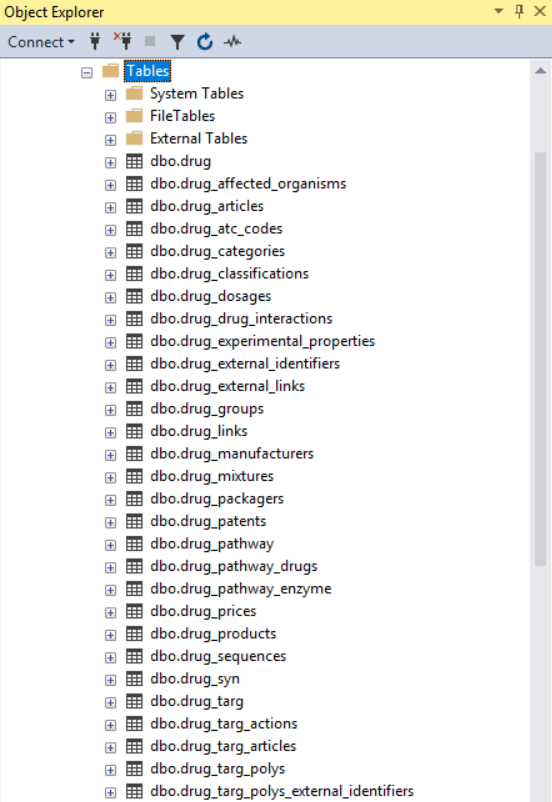 Object Explorer
Connect
Tables
System Tables
FileTables
External Tables
dbo.drug
dbo.drug_affected_organisms
dbo.drug_articles
dbo.drug_atc_codes
dbo.drug_categories
dbo.drug_classifications
dbo.drug_dosages
dbo.drug_drug_interactions
dbo.drug_experimental_properties
dbo.drug_external_identifiers
dbo.drug_external_links
dbo.drug_groups
dbo.drug_links
dbo.drug_manufacturers
dbo.drug_mixtures
dbo.drug_packagers
dbo.drug_patents
dbo.drug_pathway
dbo.drug_pathway_drugs
dbo.drug_pathway_enzyme
dbo.drug_prices
dbo.drug_products
dbo.drug_sequences
dbo.drug_syn
dbo.drug_targ
dbo.drug_targ_actions
dbo.drug_targ_articles
dbo.drug_targ_polys
dbo.drug_targ_polys_external_identifiers